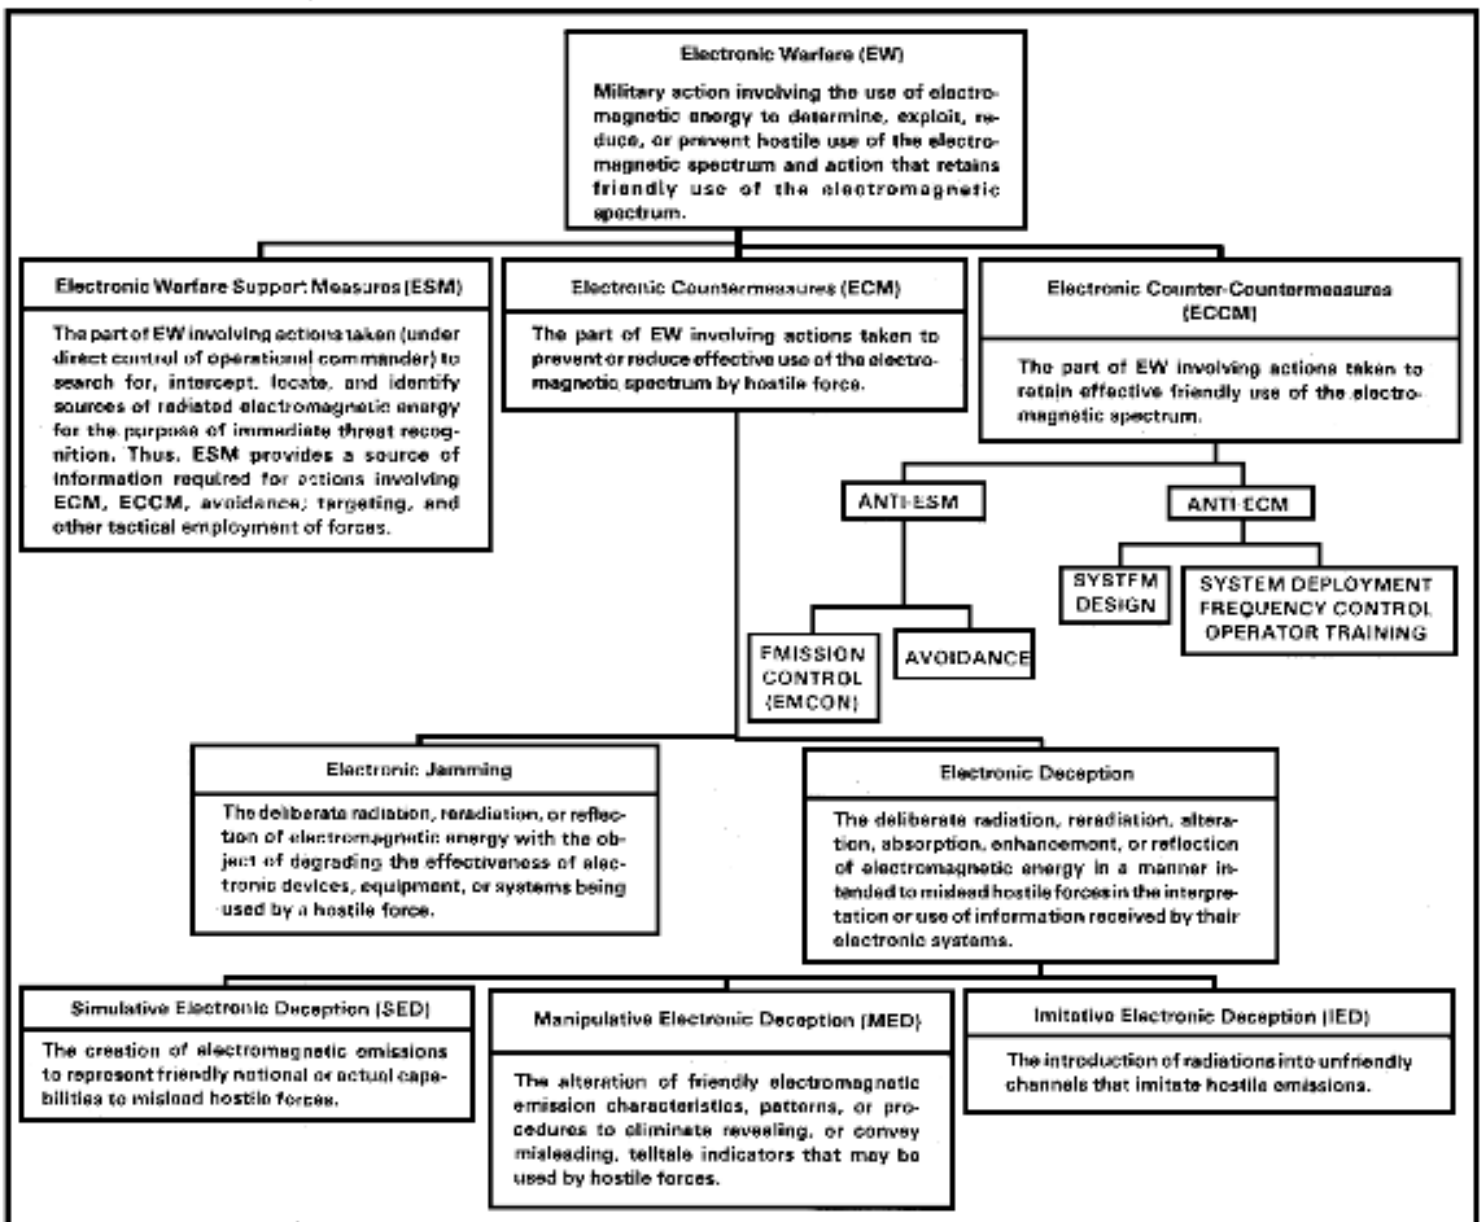 Electronic Warfare (EW)
Military action involving the use of electro-
magnetic energy to determine, exploit, re-
duce, or prevent hostile use of the electro-
magnetic spectrum and action that retains
friendly use of the electromagnetic
spectrum.
Electronic Warfare Support Measures (ESM)
The part of EW involving actions taken (under
direct control of operational commander) to
search for, intercept, locate, and identify
sources of radiated electromagnetic energy
for the purpose of immediate threat recog-
nition. Thus, ESM provides a source of
information required for actions involving
ECM, ECCM, avoidance; targeting, and
other tactical employment of forces.
Electronic Countermeasures (ECM)
The part of EW involving actions taken to
prevent or reduce effective use of the electro-
magnetic spectrum by hostile force.
Electronic Counter-Countermeasures
(ECCM)
The part of EW involving actions taken to
retain effective friendly use of the electro-
magnetic spectrum.
ANTI-ESM
ANTI-ECM
SYSTEM
DESIGN
SYSTEM DEPLOYMENT
FREQUENCY CONTROL
OPERATOR TRAINING
EMISSION
CONTROL
(EMCON)
AVOIDANCE
Electronic Jamming
The deliberate radiation, reradiation, or reflec-
tion of electromagnetic energy with the ob-
ject of degrading the effectiveness of elec-
tronic devices, equipment, or systems being
used by a hostile force.
Electronic Deception
The deliberate radiation, reradiation, altera-
tion, absorption, enhancement, or reflection
of electromagnetic energy in a manner in-
tended to mislead hostile forces in the interpre-
tation or use of information received by their
electronic systems.
Simulative Electronic Deception (SED)
The creation of electromagnetic emissions
to represent friendly notional or actual capa-
bilities to mislead hostile forces.
Manipulative Electronic Deception (MED)
The alteration of friendly electromagnetic
emission characteristics, patterns, or pro-
cedures to eliminate revealing, or convey
misleading, telltale indicators that may be
used by hostile forces.
Imitative Electronic Deception (IED)
The introduction of radiations into unfriendly
channels that imitate hostile emissions.